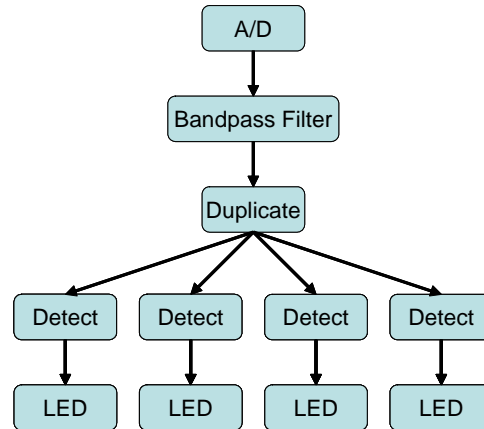 A/D
Bandpass Filter
Duplicate
Detect Detect Detect Detect
LED LED LED LED